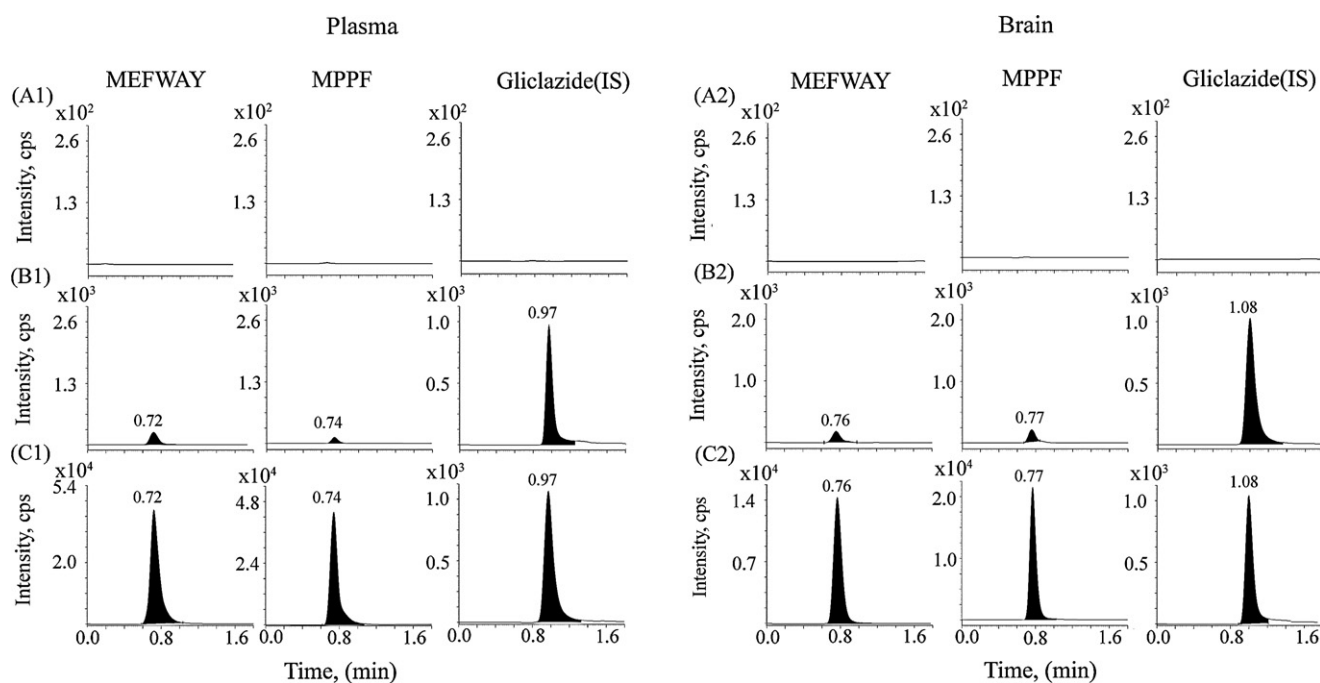 Plasma Brain
MEFWAY MPPF Gliclazide(IS) MEFWAY MPPF Gliclazide(IS)
(A1) x10² x10² x10² (A2) x10² x10² x10²
Intensity, cps 2.6 1.3 2.6 1.3 2.6 1.3 Intensity, cps 2.6 1.3 2.6 1.3 2.6 1.3
(B1) x10³ x10³ x10³ (B2) x10³ x10³ x10³
Intensity, cps 2.6 1.3 0.72 2.6 1.3 0.74 1.0 0.5 0.97 Intensity, cps 2.0 1.0 0.76 2.0 1.0 0.77 1.0 0.5 1.08
(C1) x10⁴ x10⁴ x10³ (C2) x10⁴ x10⁴ x10³
Intensity, cps 5.4 2.0 0.72 4.8 2.4 0.74 1.0 0.5 0.97 Intensity, cps 1.4 0.7 0.76 2.0 1.0 0.77 1.0 0.5 1.08
0.0 0.8 1.6 0.0 0.8 1.6 0.0 0.8 1.6 0.0 0.8 1.6 0.0 0.8 1.6 0.0 0.8 1.6
Time, (min) Time, (min)